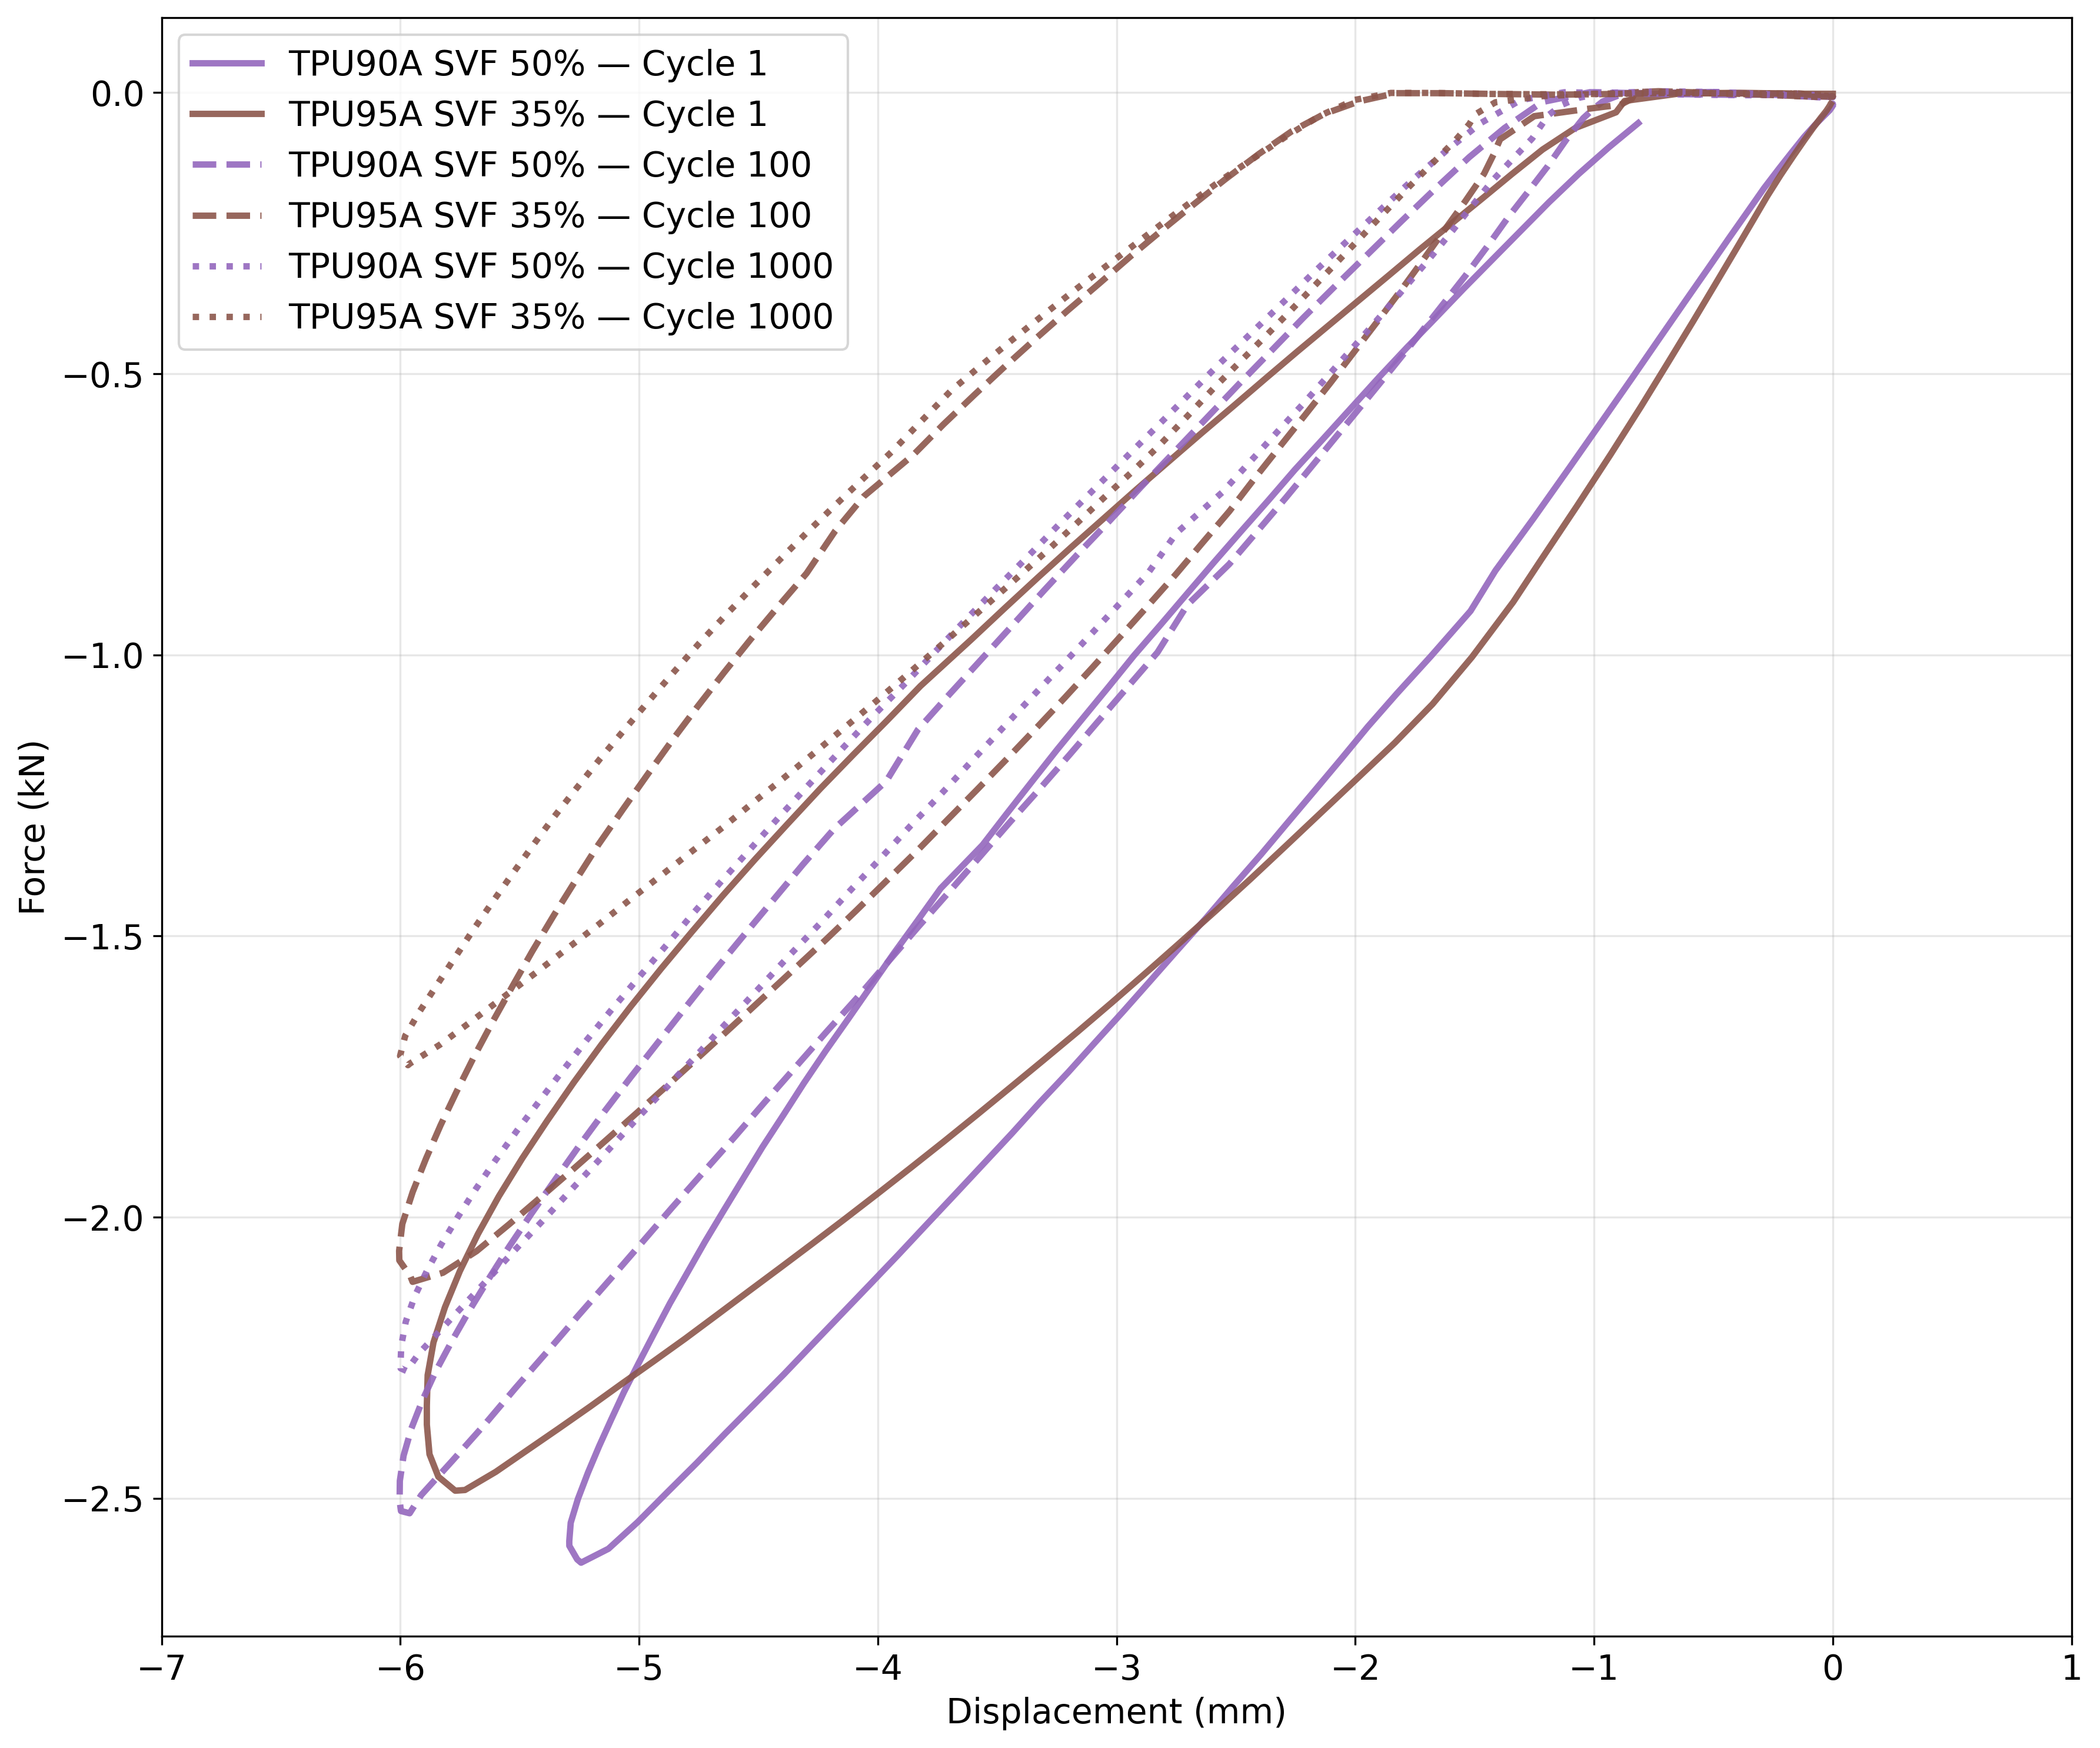 TPU90A SVF 50% — Cycle 1
TPU95A SVF 35% — Cycle 1
TPU90A SVF 50% — Cycle 100
TPU95A SVF 35% — Cycle 100
TPU90A SVF 50% — Cycle 1000
TPU95A SVF 35% — Cycle 1000
0.0
−0.5
−1.0
−1.5
−2.0
−2.5
Force (kN)
−7 −6 −5 −4 −3 −2 −1 0 1
Displacement (mm)